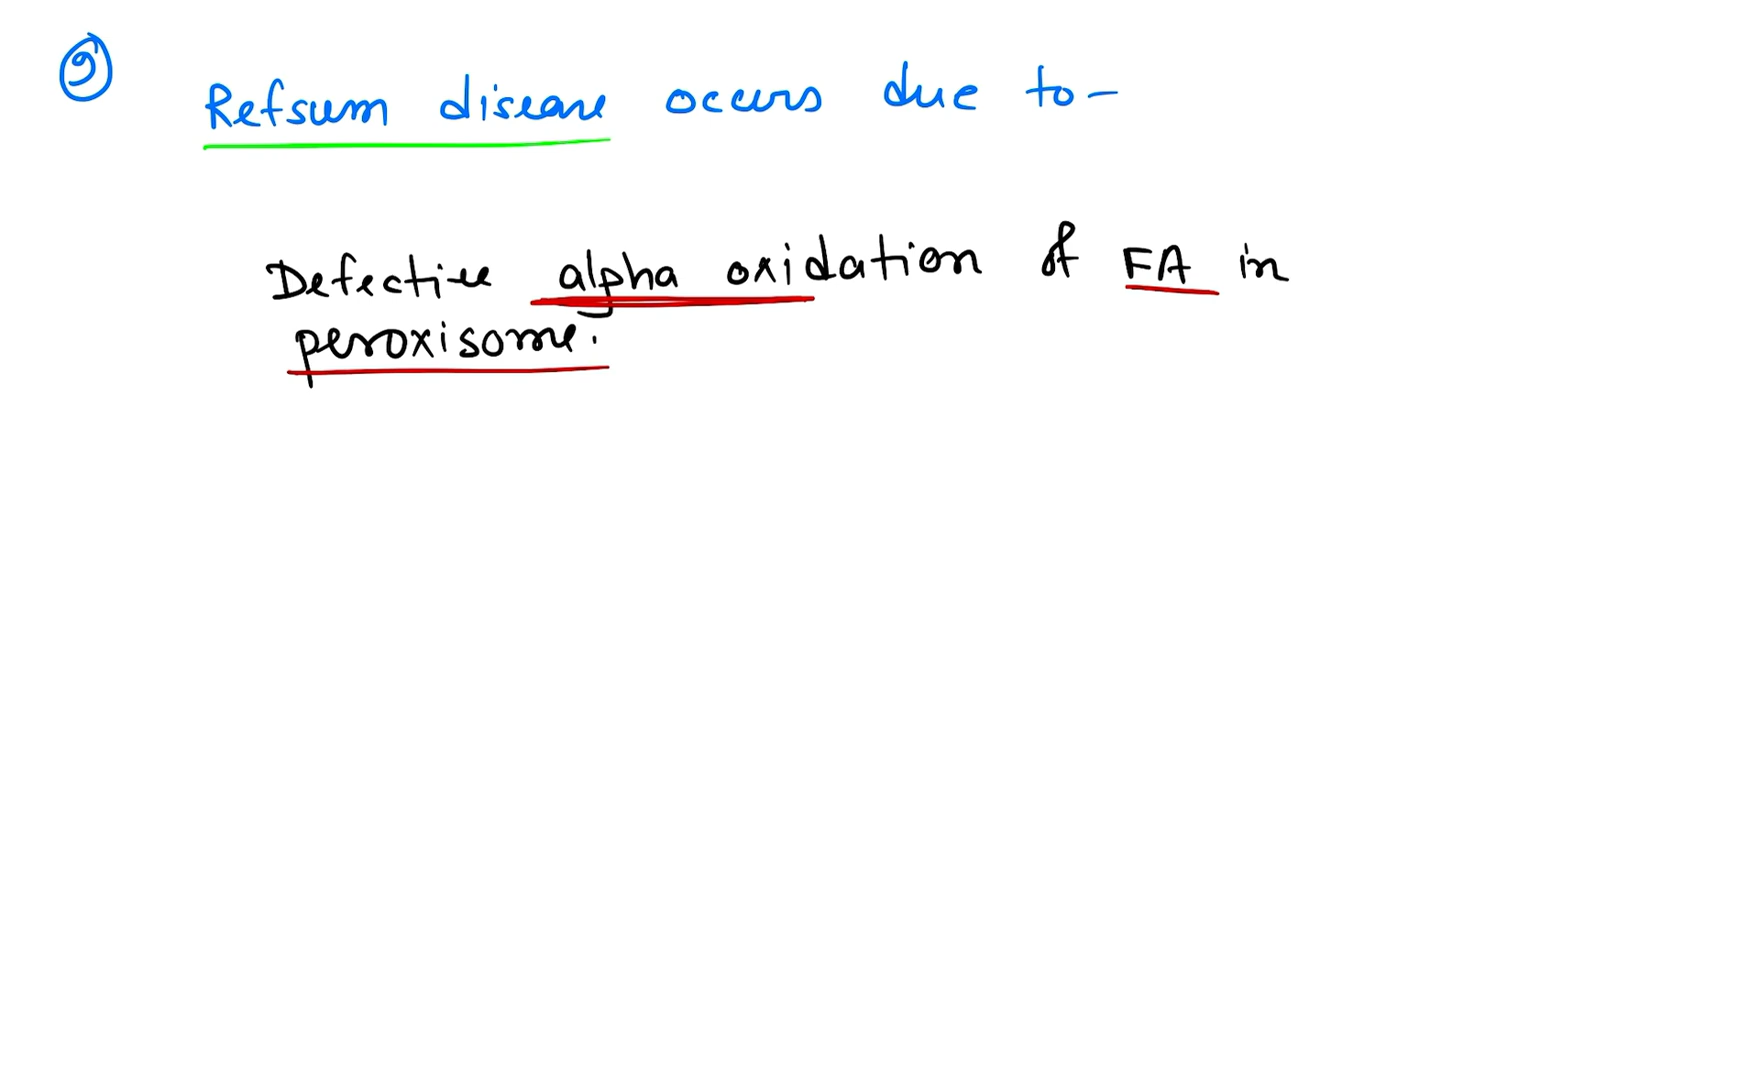 9
Refsum disease occurs due to-
Defective alpha oxidation of FA in
peroxisome.